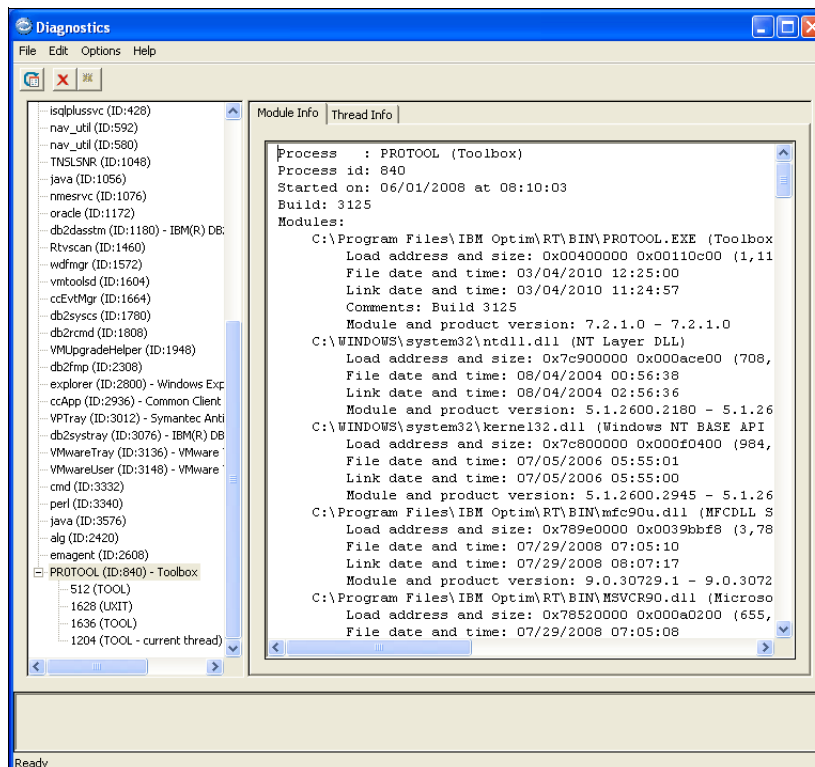 Diagnostics
File Edit Options Help
isqlplussvc (ID:428)
nav_util (ID:592)
nav_util (ID:580)
TNSLSNR (ID:1048)
java (ID:1056)
nmesrvc (ID:1076)
oracle (ID:1172)
db2dasstm (ID:1180) - IBM(R) DB
Rtvscan (ID:1460)
wdfmgr (ID:1572)
vmtoolsd (ID:1604)
ccEvtMgr (ID:1664)
db2syscs (ID:1780)
db2rcmd (ID:1808)
VMUpgradeHelper (ID:1948)
db2fmp (ID:2308)
explorer (ID:2800) - Windows Exp
ccApp (ID:2936) - Common Client
VPTray (ID:3012) - Symantec Anti
db2systray (ID:3076) - IBM(R) DB
VMwareTray (ID:3136) - VMware
VMwareUser (ID:3148) - VMware
cmd (ID:3332)
perl (ID:3340)
java (ID:3576)
alg (ID:2420)
emagent (ID:2608)
PR0TOOL (ID:840) - Toolbox
512 (TOOL)
1628 (UXIT)
1636 (TOOL)
1204 (TOOL - current thread)
Module Info Thread Info
Process : PR0TOOL (Toolbox)
Process id: 840
Started on: 06/01/2008 at 08:10:03
Build: 3125
Modules:
C:\Program Files\IBM Optim\RT\BIN\PR0TOOL.EXE (Toolbox
Load address and size: 0x00400000 0x00110c00 (1,11
File date and time: 03/04/2010 12:25:00
Link date and time: 03/04/2010 11:24:57
Comments: Build 3125
Module and product version: 7.2.1.0 - 7.2.1.0
C:\WINDOWS\system32\ntdll.dll (NT Layer DLL)
Load address and size: 0x7c900000 0x000ace00 (708,
File date and time: 08/04/2004 00:56:38
Link date and time: 08/04/2004 02:56:36
Module and product version: 5.1.2600.2180 - 5.1.26
C:\WINDOWS\system32\kernel32.dll (Windows NT BASE API
Load address and size: 0x7c800000 0x000f0400 (984,
File date and time: 07/05/2006 05:55:01
Link date and time: 07/05/2006 05:55:00
Module and product version: 5.1.2600.2945 - 5.1.26
C:\Program Files\IBM Optim\RT\BIN\mfc90u.dll (MFCDLL S
Load address and size: 0x789e0000 0x0039bbf8 (3,78
File date and time: 07/29/2008 07:05:10
Link date and time: 07/29/2008 08:07:17
Module and product version: 9.0.30729.1 - 9.0.3072
C:\Program Files\IBM Optim\RT\BIN\MSVCR90.dll (Microso
Load address and size: 0x78520000 0x000a0200 (655,
File date and time: 07/29/2008 07:05:08
Ready